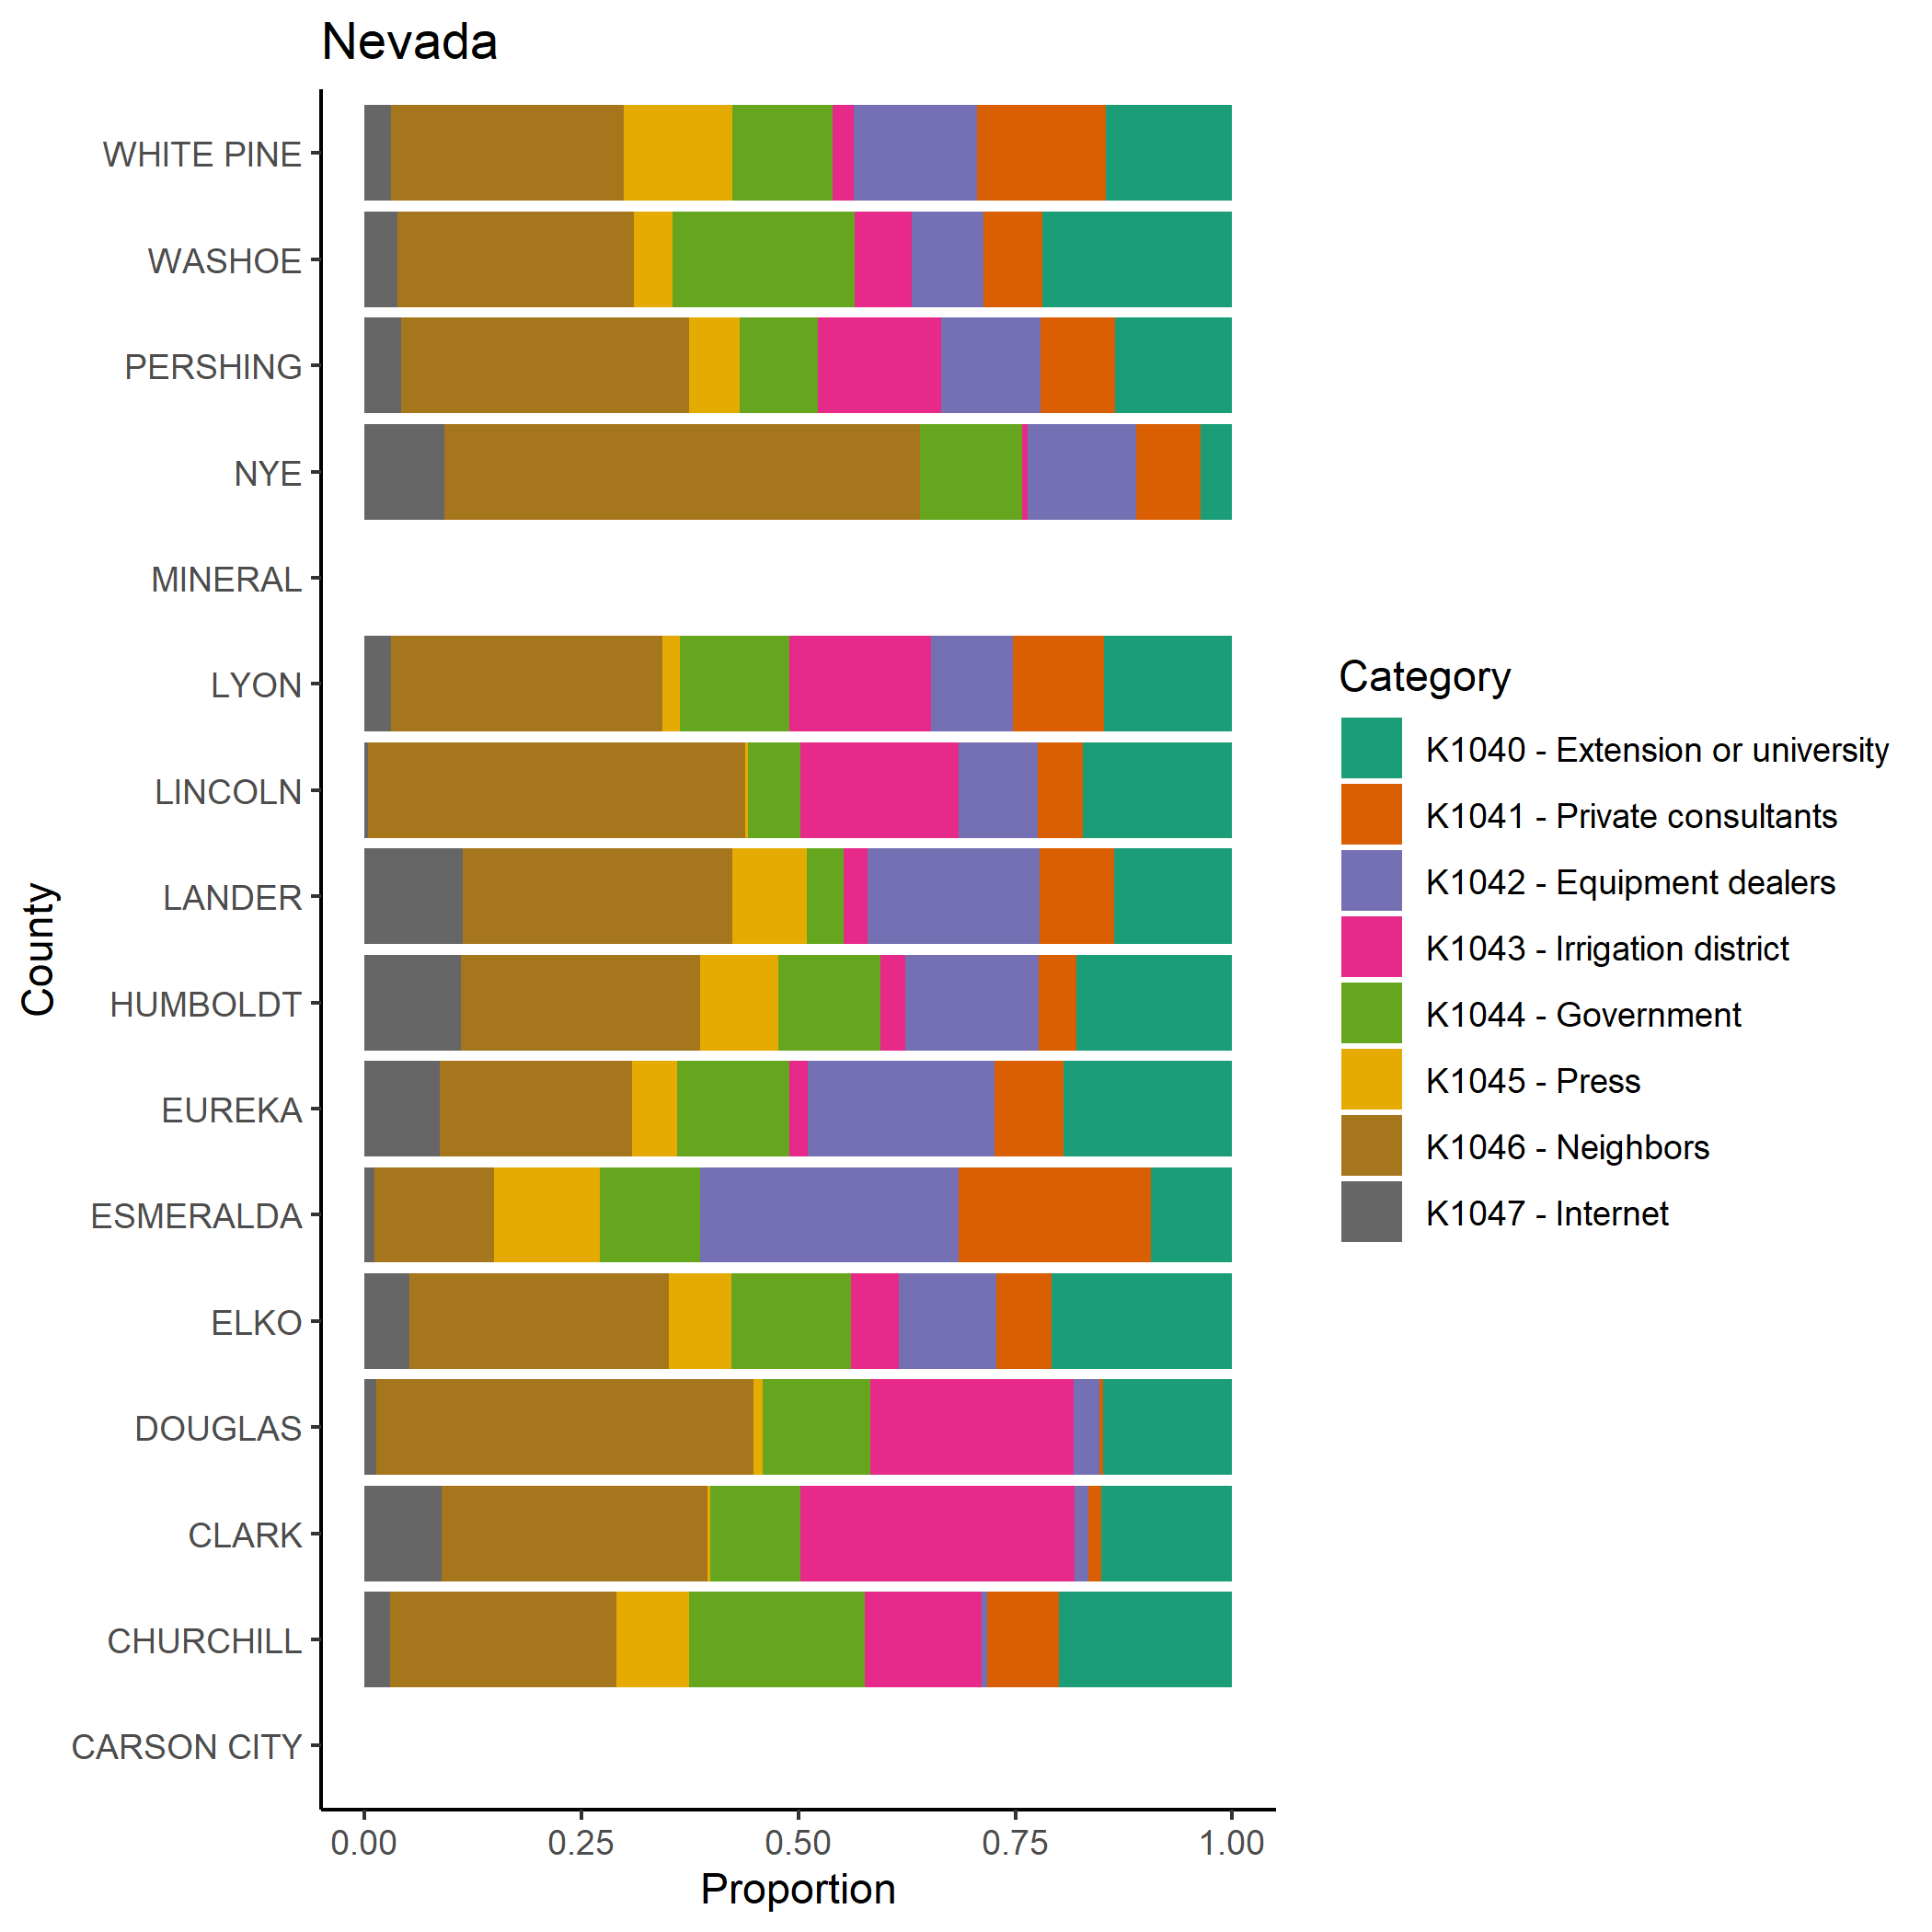 Nevada
WHITE PINE
WASHOE
PERSHING
NYE
MINERAL
LYON
LINCOLN
LANDER
HUMBOLDT
EUREKA
ESMERALDA
ELKO
DOUGLAS
CLARK
CHURCHILL
CARSON CITY
County
0.00 0.25 0.50 0.75 1.00
Proportion
Category
K1040 - Extension or university
K1041 - Private consultants
K1042 - Equipment dealers
K1043 - Irrigation district
K1044 - Government
K1045 - Press
K1046 - Neighbors
K1047 - Internet